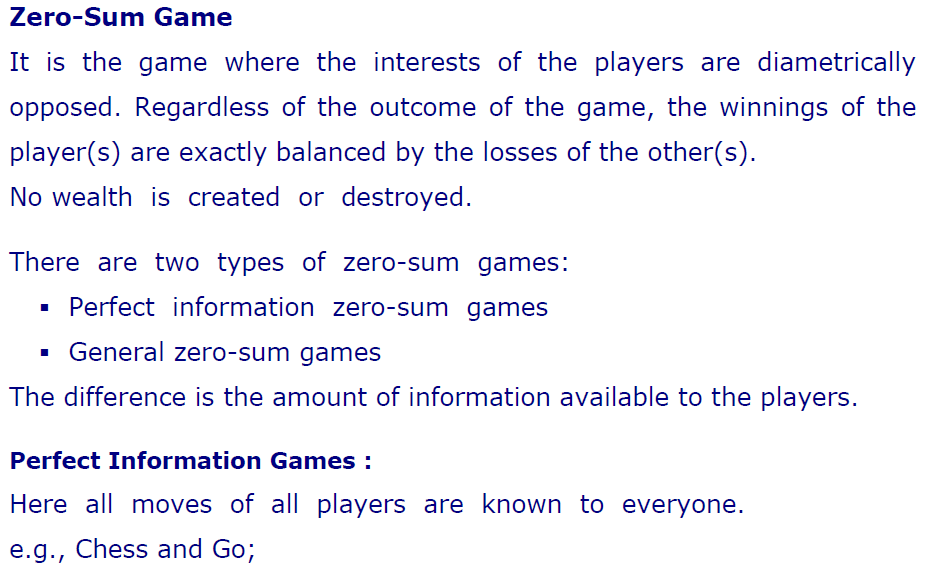 Zero-Sum Game
It is the game where the interests of the players are diametrically
opposed. Regardless of the outcome of the game, the winnings of the
player(s) are exactly balanced by the losses of the other(s).
No wealth is created or destroyed.
There are two types of zero-sum games:
▪ Perfect information zero-sum games
▪ General zero-sum games
The difference is the amount of information available to the players.
Perfect Information Games :
Here all moves of all players are known to everyone.
e.g., Chess and Go;